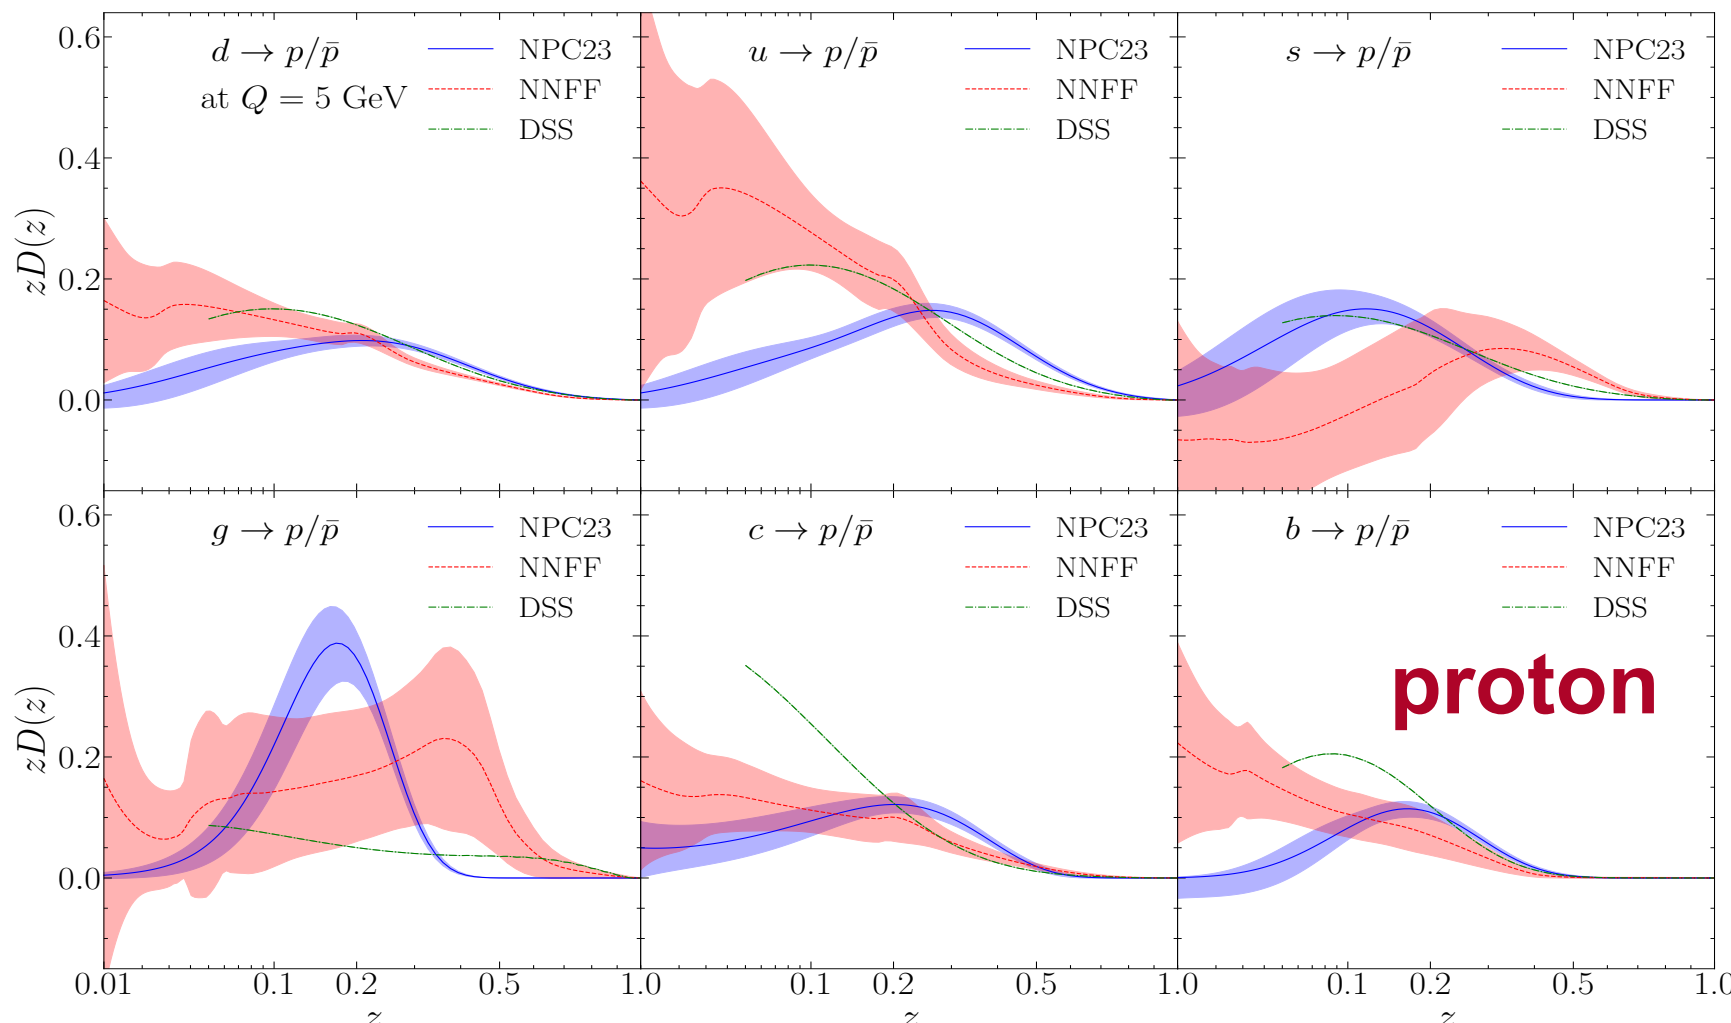 d → p/p̄
at Q = 5 GeV
NPC23
NNFF
DSS
u → p/p̄
NPC23
NNFF
DSS
s → p/p̄
NPC23
NNFF
DSS
0.6
0.4
0.2
0.0
zD(z)
g → p/p̄
NPC23
NNFF
DSS
c → p/p̄
NPC23
NNFF
DSS
b → p/p̄
NPC23
NNFF
DSS
proton
0.6
0.4
0.2
0.0
zD(z)
0.01 0.1 0.2 0.5 1.0 0.1 0.2 0.5 1.0 0.1 0.2 0.5 1.0
z z z